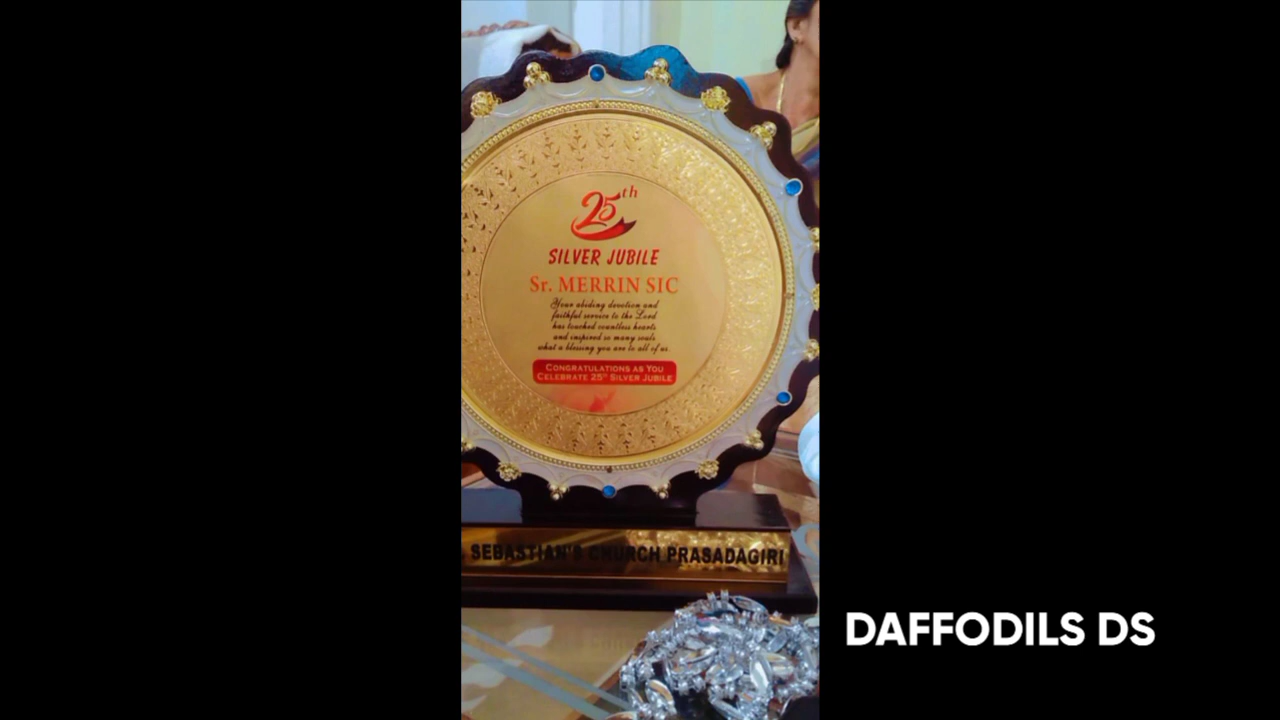 25th
SILVER JUBILE
Sr. MERRIN SIC
Your abiding devotion and
faithful service to the Lord
has touched countless hearts
and inspired so many souls
what a blessing you are to all of us.
CONGRATULATIONS AS YOU
CELEBRATE 25th SILVER JUBILE
. SEBASTIAN'S CHURCH PRASADAGIRI
DAFFODILS DS